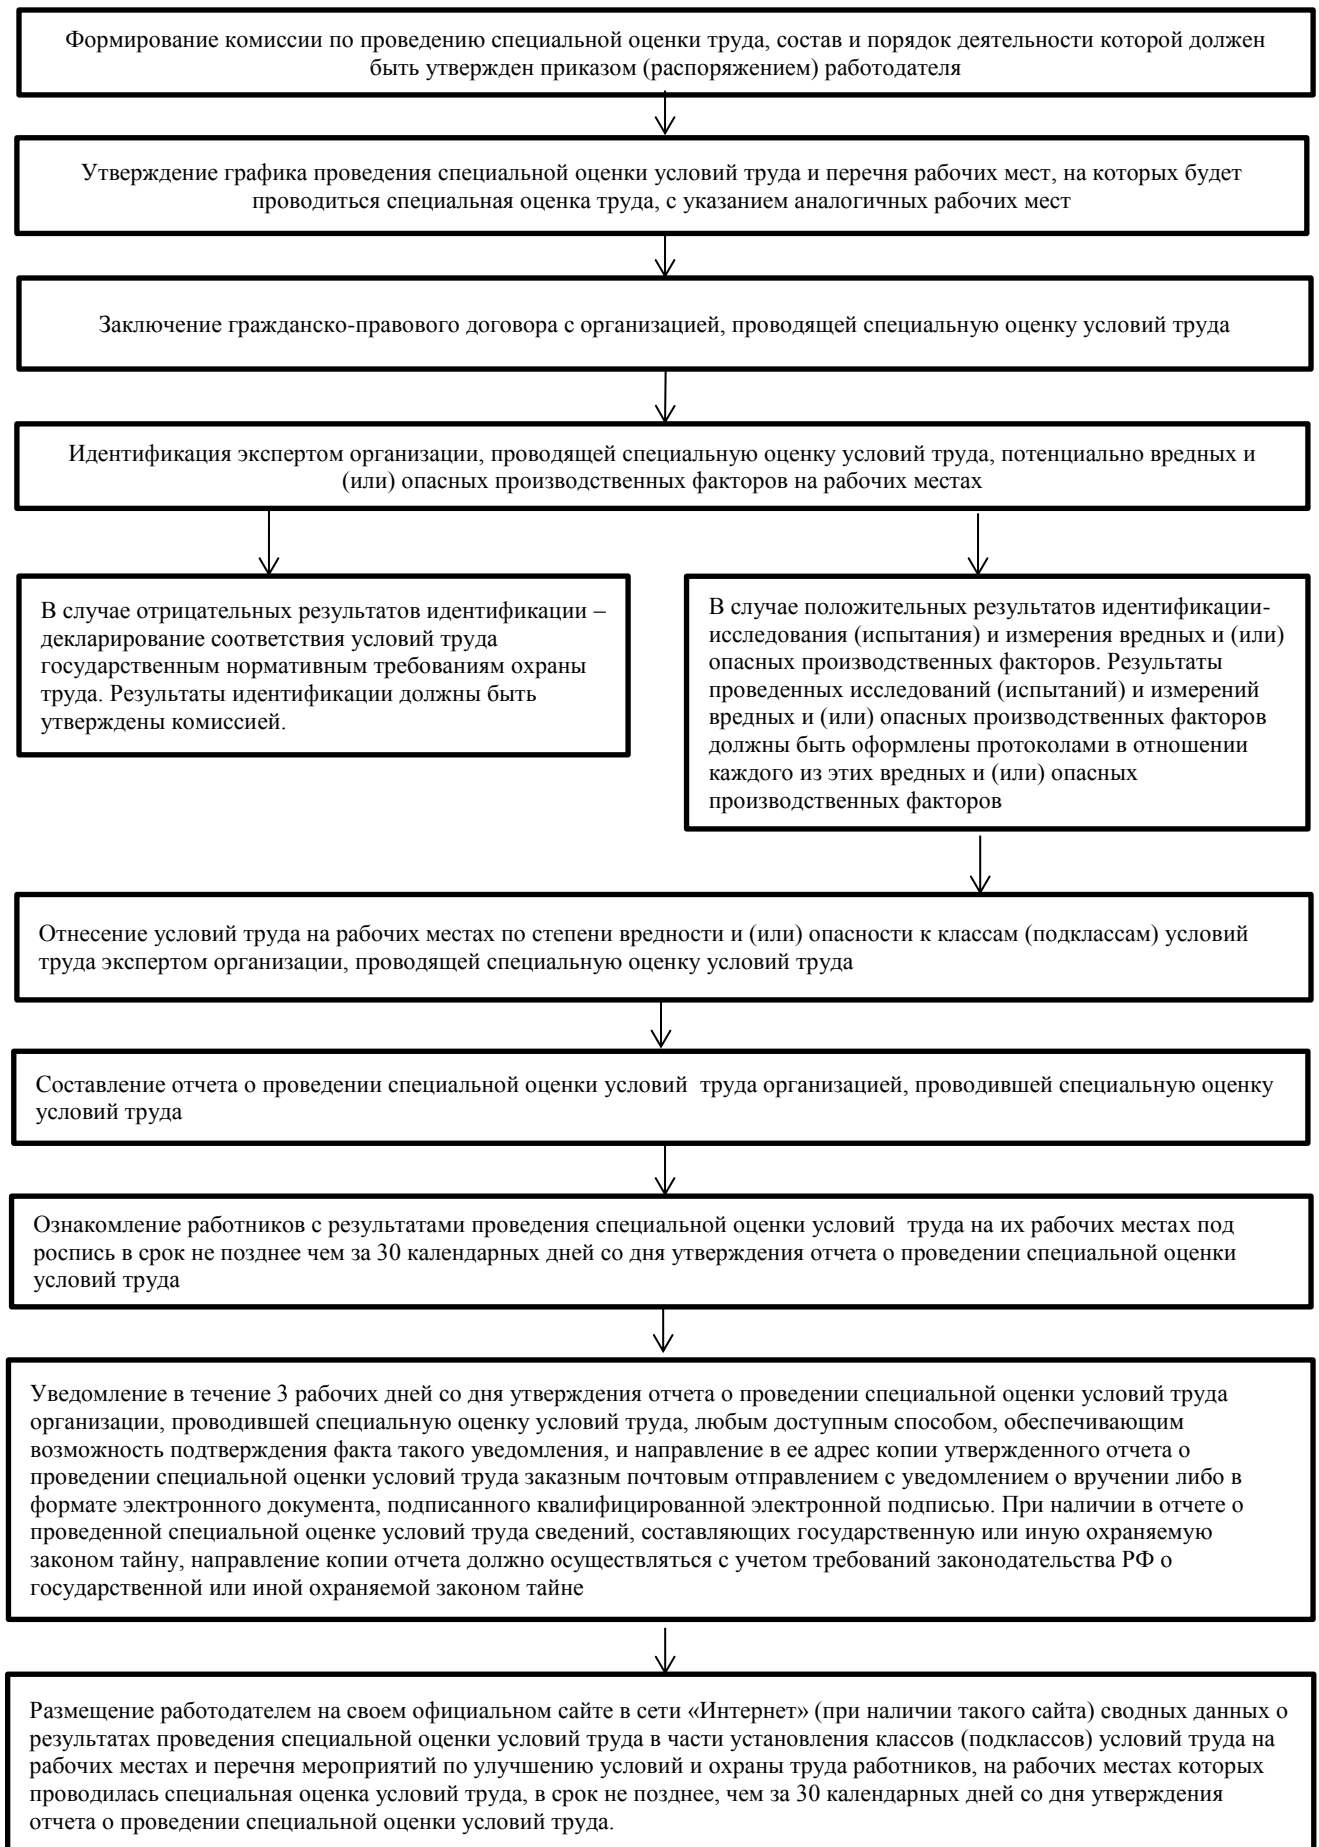 Формирование комиссии по проведению специальной оценки труда, состав и порядок деятельности которой должен
быть утвержден приказом (распоряжением) работодателя
Утверждение графика проведения специальной оценки условий труда и перечня рабочих мест, на которых будет
проводиться специальная оценка труда, с указанием аналогичных рабочих мест
Заключение гражданско-правового договора с организацией, проводящей специальную оценку условий труда
Идентификация экспертом организации, проводящей специальную оценку условий труда, потенциально вредных и
(или) опасных производственных факторов на рабочих местах
В случае отрицательных результатов идентификации –
декларирование соответствия условий труда
государственным нормативным требованиям охраны
труда. Результаты идентификации должны быть
утверждены комиссией.
В случае положительных результатов идентификации-
исследования (испытания) и измерения вредных и (или)
опасных производственных факторов. Результаты
проведенных исследований (испытаний) и измерений
вредных и (или) опасных производственных факторов
должны быть оформлены протоколами в отношении
каждого из этих вредных и (или) опасных
производственных факторов
Отнесение условий труда на рабочих местах по степени вредности и (или) опасности к классам (подклассам) условий
труда экспертом организации, проводящей специальную оценку условий труда
Составление отчета о проведении специальной оценки условий  труда организацией, проводившей специальную оценку
условий труда
Ознакомление работников с результатами проведения специальной оценки условий  труда на их рабочих местах под
роспись в срок не позднее чем за 30 календарных дней со дня утверждения отчета о проведении специальной оценки
условий труда
Уведомление в течение 3 рабочих дней со дня утверждения отчета о проведении специальной оценки условий труда
организации, проводившей специальную оценку условий труда, любым доступным способом, обеспечивающим
возможность подтверждения факта такого уведомления, и направление в ее адрес копии утвержденного отчета о
проведении специальной оценки условий труда заказным почтовым отправлением с уведомлением о вручении либо в
формате электронного документа, подписанного квалифицированной электронной подписью. При наличии в отчете о
проведенной специальной оценке условий труда сведений, составляющих государственную или иную охраняемую
законом тайну, направление копии отчета должно осуществляться с учетом требований законодательства РФ о
государственной или иной охраняемой законом тайне
Размещение работодателем на своем официальном сайте в сети «Интернет» (при наличии такого сайта) сводных данных о
результатах проведения специальной оценки условий труда в части установления классов (подклассов) условий труда на
рабочих местах и перечня мероприятий по улучшению условий и охраны труда работников, на рабочих местах которых
проводилась специальная оценка условий труда, в срок не позднее, чем за 30 календарных дней со дня утверждения
отчета о проведении специальной оценки условий труда.